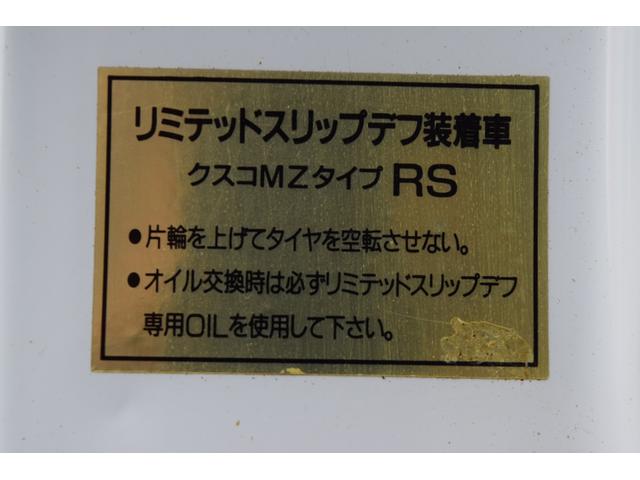 リミテッドスリップデフ装着車
クスコMZタイプ RS
●片輪を上げてタイヤを空転させない。
●オイル交換時は必ずリミテッドスリップデフ
専用OILを使用して下さい。